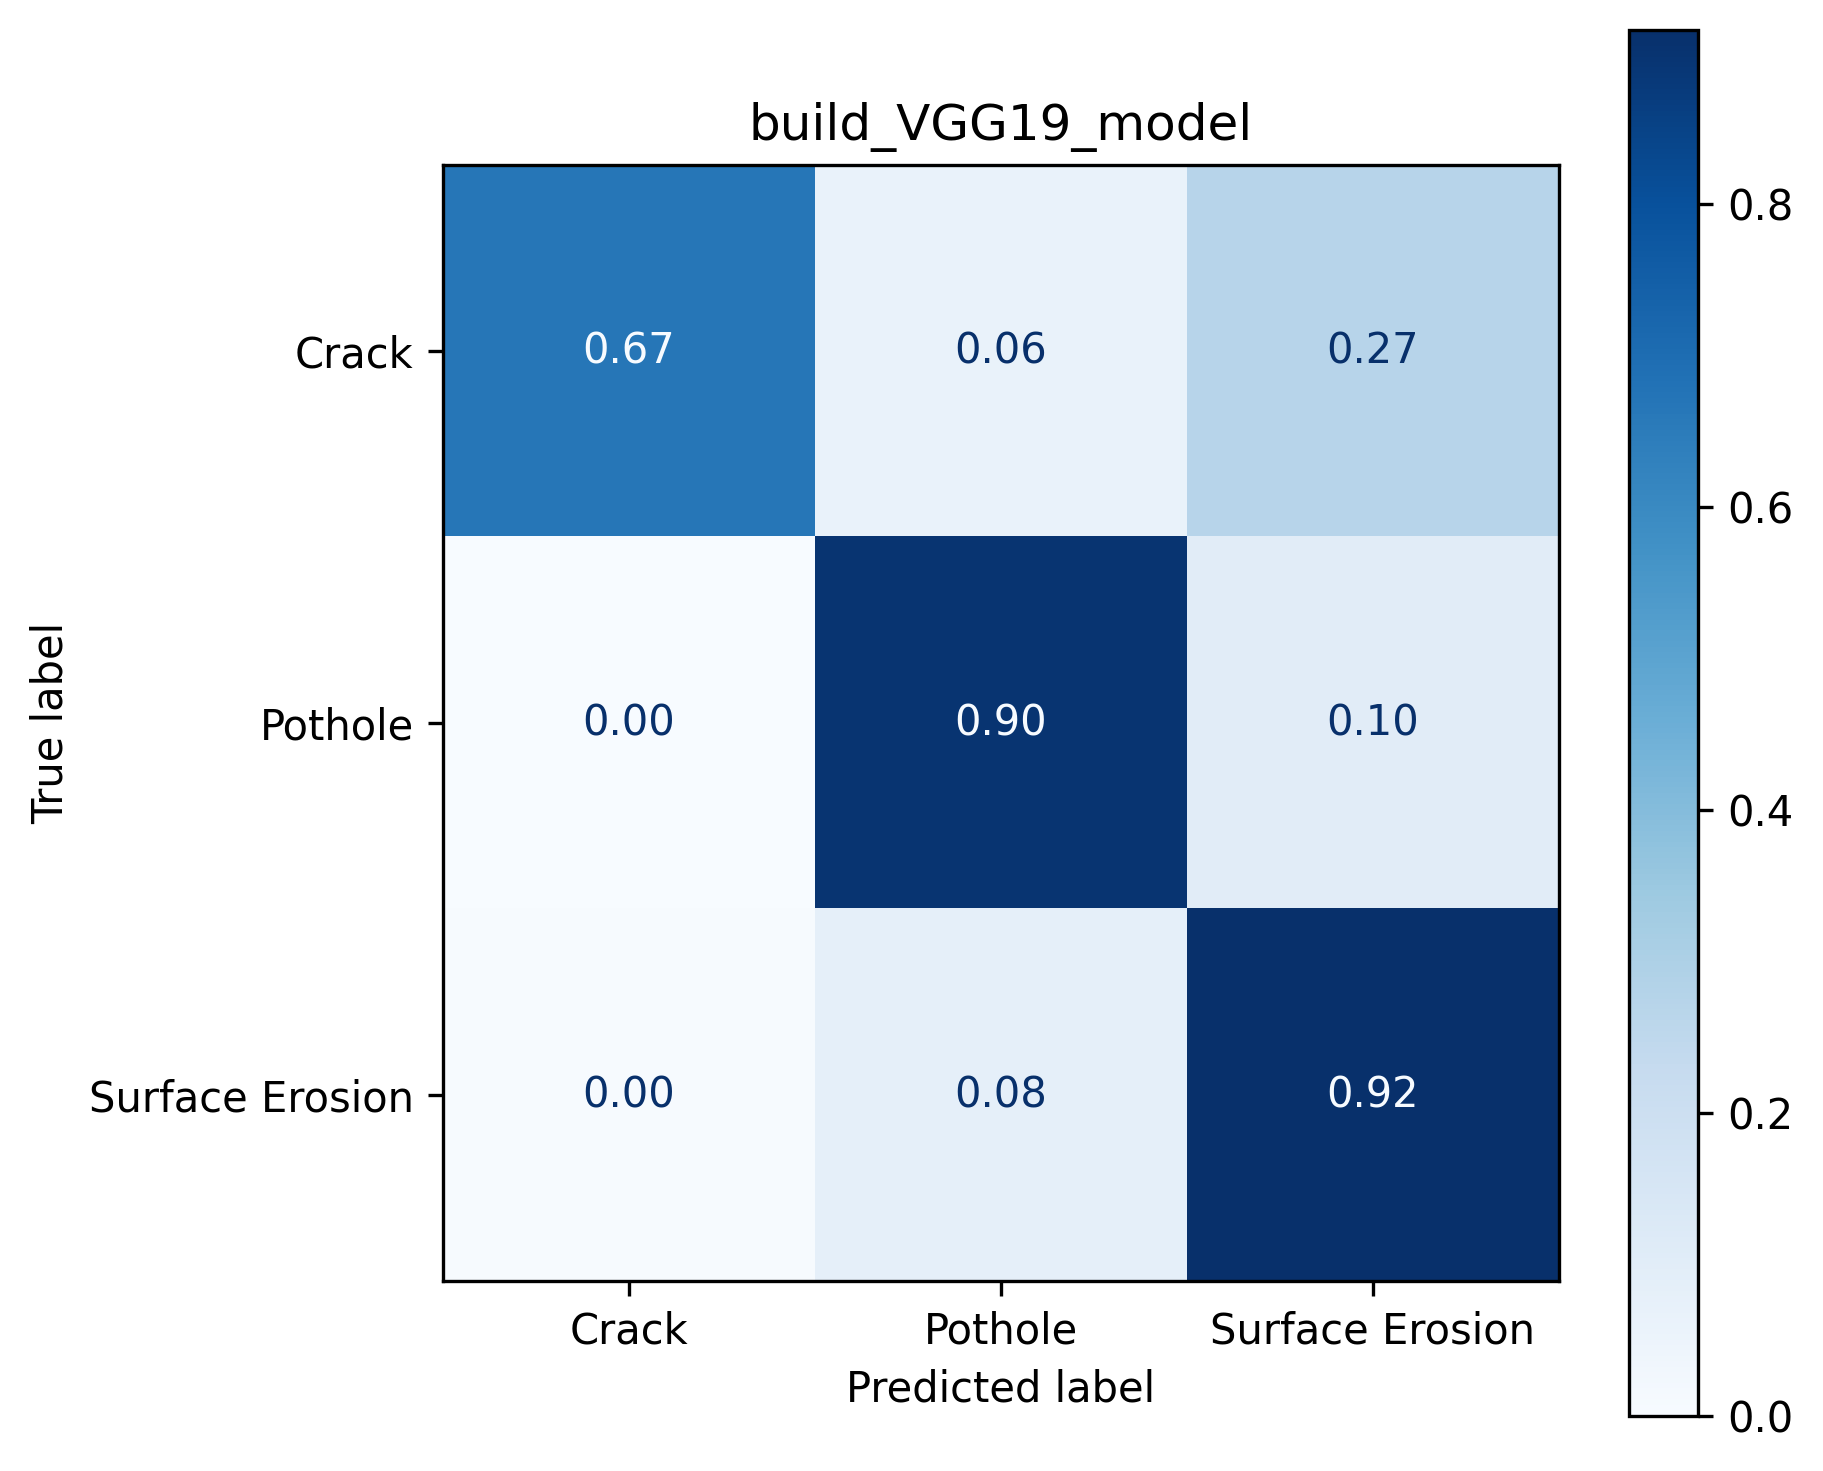 build_VGG19_model
True label
Crack
0.67
0.06
0.27
Pothole
0.00
0.90
0.10
Surface Erosion
0.00
0.08
0.92
Crack
Pothole
Surface Erosion
Predicted label
0.8
0.6
0.4
0.2
0.0